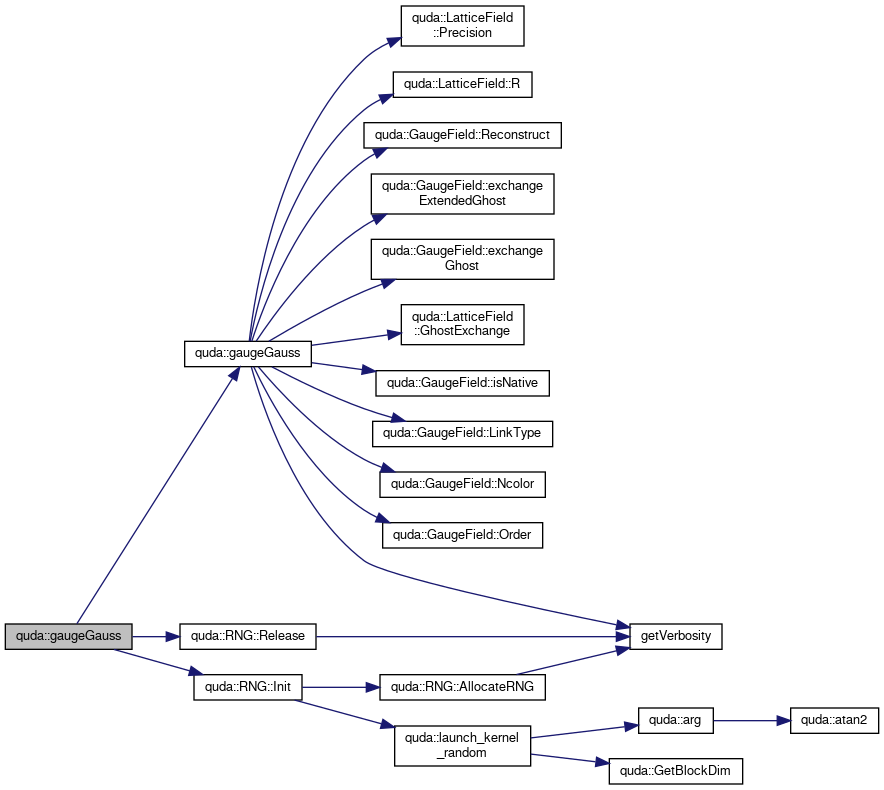 quda::LatticeField
::Precision
quda::LatticeField::R
quda::GaugeField::Reconstruct
quda::GaugeField::exchange
ExtendedGhost
quda::GaugeField::exchange
Ghost
quda::LatticeField
::GhostExchange
quda::gaugeGauss
quda::GaugeField::isNative
quda::GaugeField::LinkType
quda::GaugeField::Ncolor
quda::GaugeField::Order
quda::gaugeGauss
quda::RNG::Release
getVerbosity
quda::RNG::Init
quda::RNG::AllocateRNG
quda::launch_kernel
_random
quda::arg
quda::atan2
quda::GetBlockDim